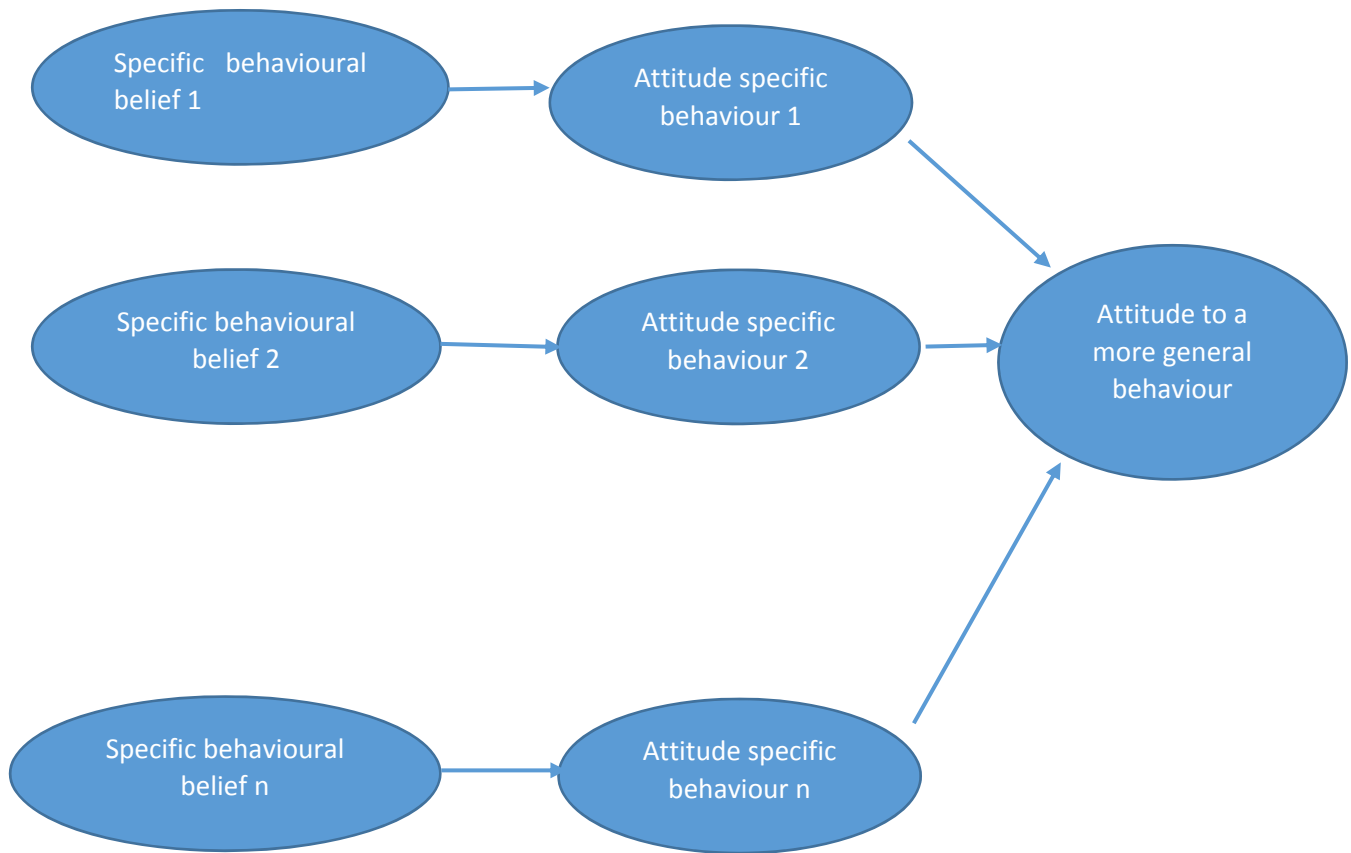 Specific behavioural
belief 1
Attitude specific
behaviour 1
Specific behavioural
belief 2
Attitude specific
behaviour 2
Attitude to a
more general
behaviour
Specific behavioural
belief n
Attitude specific
behaviour n